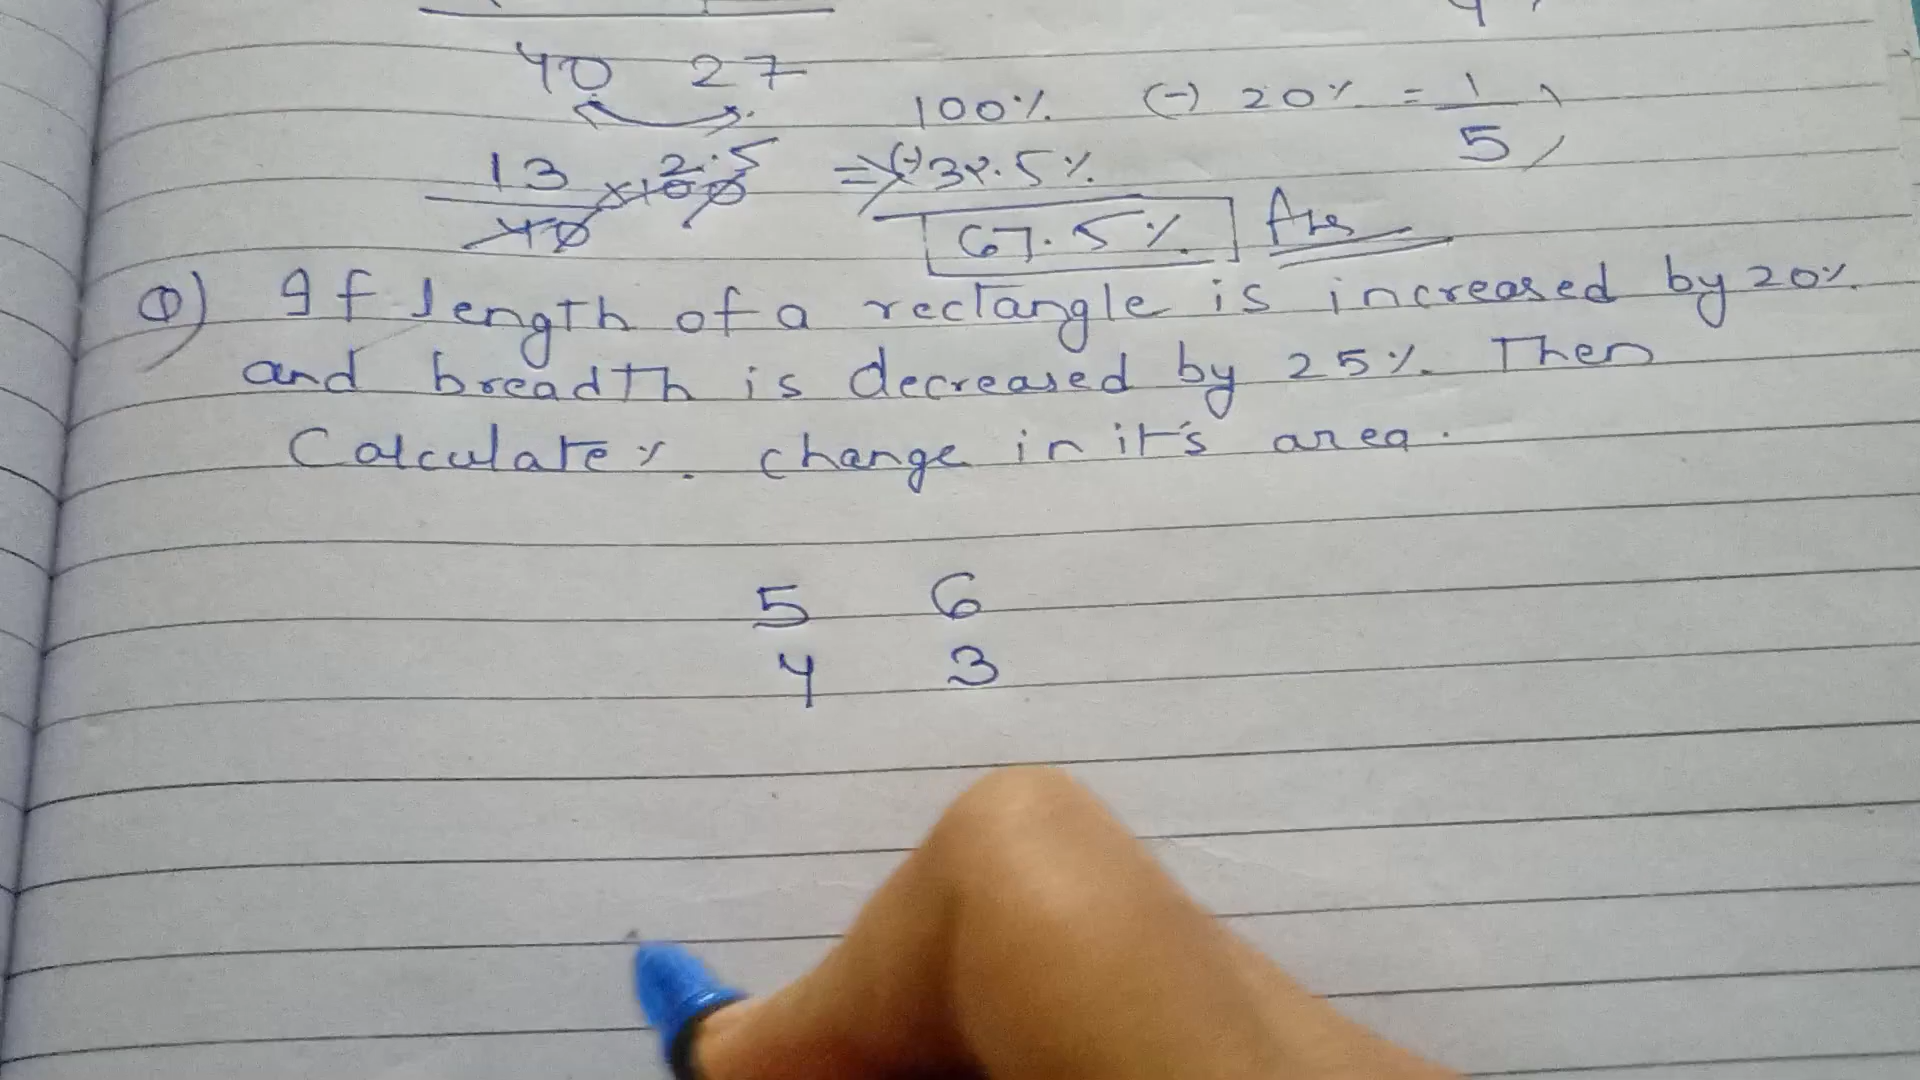 40 27
100% (-) 20% = 1/5
13/40 × 100 2.5 => (-) 32.5%
67.5% Ans
Q) If length of a rectangle is increased by 20%
and breadth is decreased by 25%. Then
Calculate %. change in it's area.
5 6
4 3